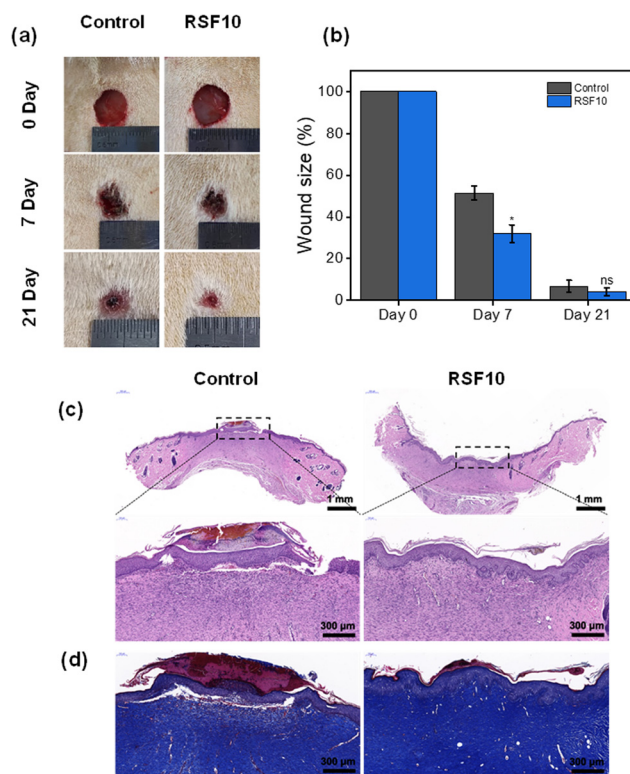 Control RSF10
(a)
0 Day
7 Day
21 Day
(b)
Control
RSF10
Wound size (%)
100
80
60
40
20
0
*
ns
Day 0 Day 7 Day 21
Control RSF10
(c)
1 mm 1 mm
300 µm 300 µm
(d)
300 µm 300 µm